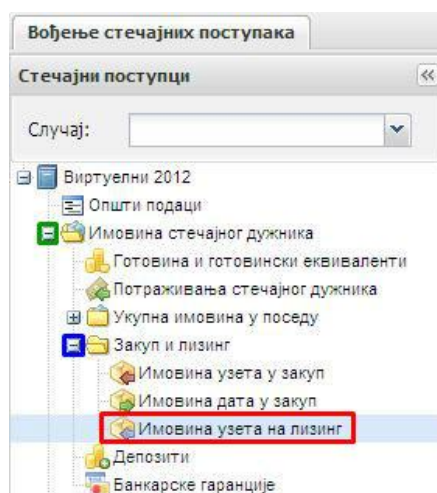 Вођење стечајних поступака
Стечајни поступци
Случај:
Виртуелни 2012
Општи подаци
Имовина стечајног дужника
Готовина и готовински еквиваленти
Потраживања стечајног дужника
Укупна имовина у поседу
Закуп и лизинг
Имовина узета у закуп
Имовина дата у закуп
Имовина узета на лизинг
Депозити
Банкарске гаранције